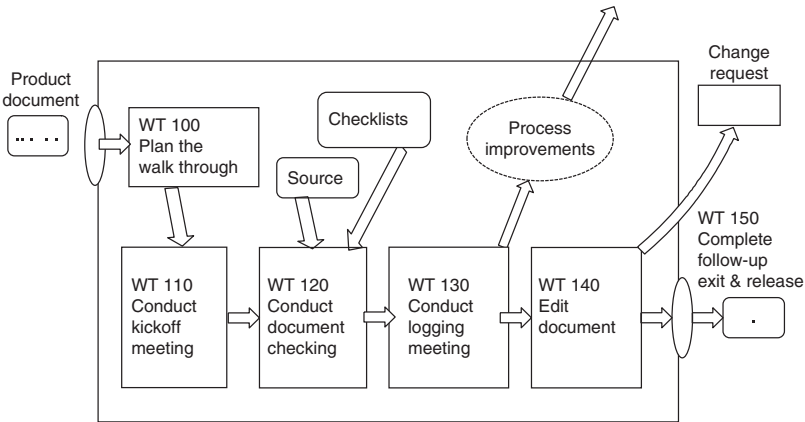 Product
document
WT 100
Plan the
walk through
Checklists
Source
Process
improvements
Change
request
WT 110
Conduct
kickoff
meeting
WT 120
Conduct
document
checking
WT 130
Conduct
logging
meeting
WT 140
Edit
document
WT 150
Complete
follow-up
exit & release